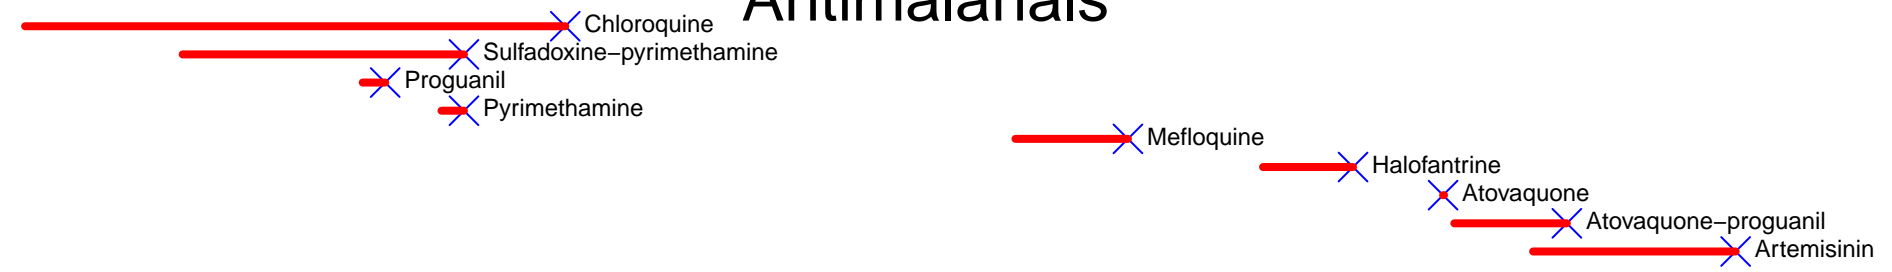 Antimalarials
Chloroquine
Sulfadoxine−pyrimethamine
Proguanil
Pyrimethamine
Mefloquine
Halofantrine
Atovaquone
Atovaquone−proguanil
Artemisinin